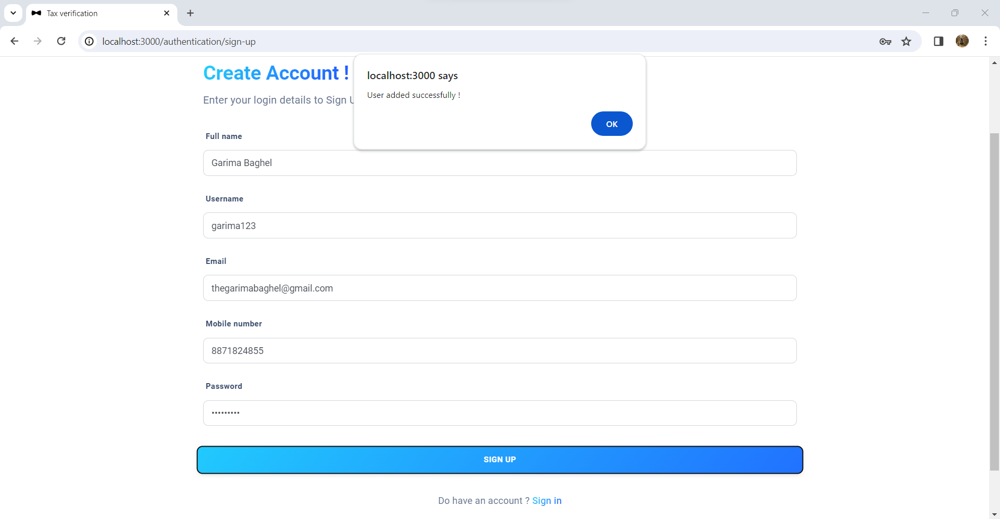 Tax verification
localhost:3000/authentication/sign-up
localhost:3000 says
User added successfully !
OK
Create Account !
Enter your login details to Sign U
Full name
Garima Baghel
Username
garima123
Email
thegarimabaghel@gmail.com
Mobile number
8871824855
Password
•••••••••
SIGN UP
Do have an account ? Sign in